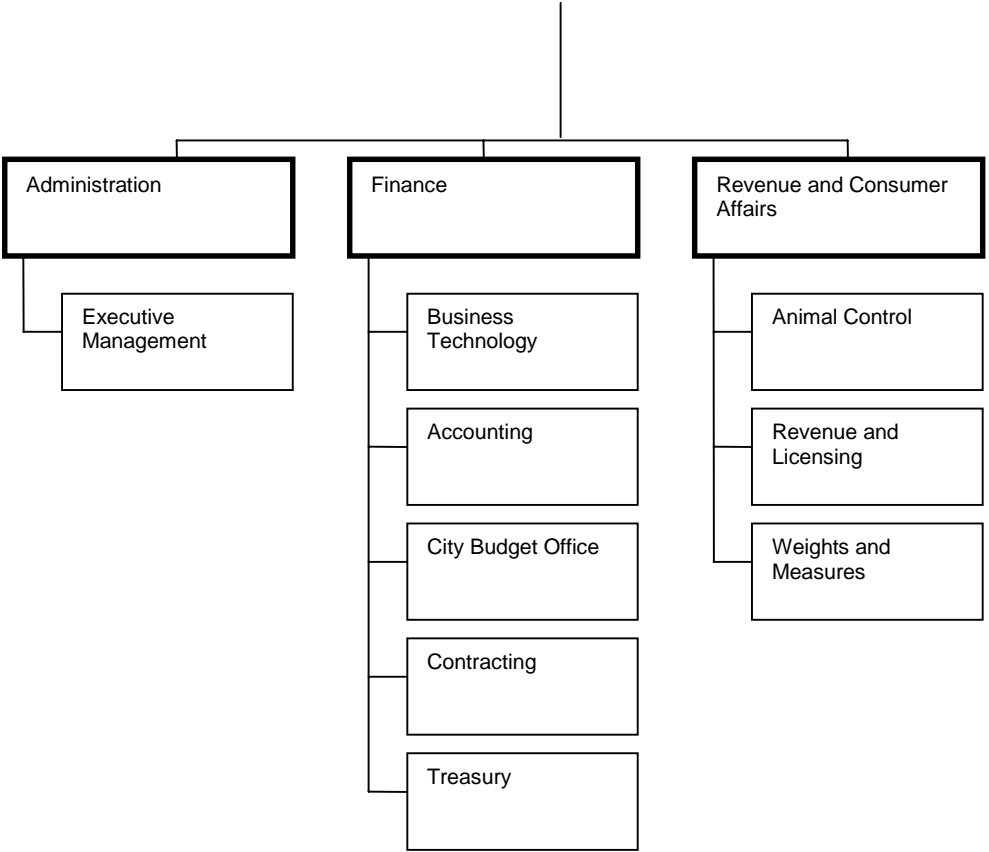 Administration
Executive
Management
Finance
Business
Technology
Accounting
City Budget Office
Contracting
Treasury
Revenue and Consumer
Affairs
Animal Control
Revenue and
Licensing
Weights and
Measures